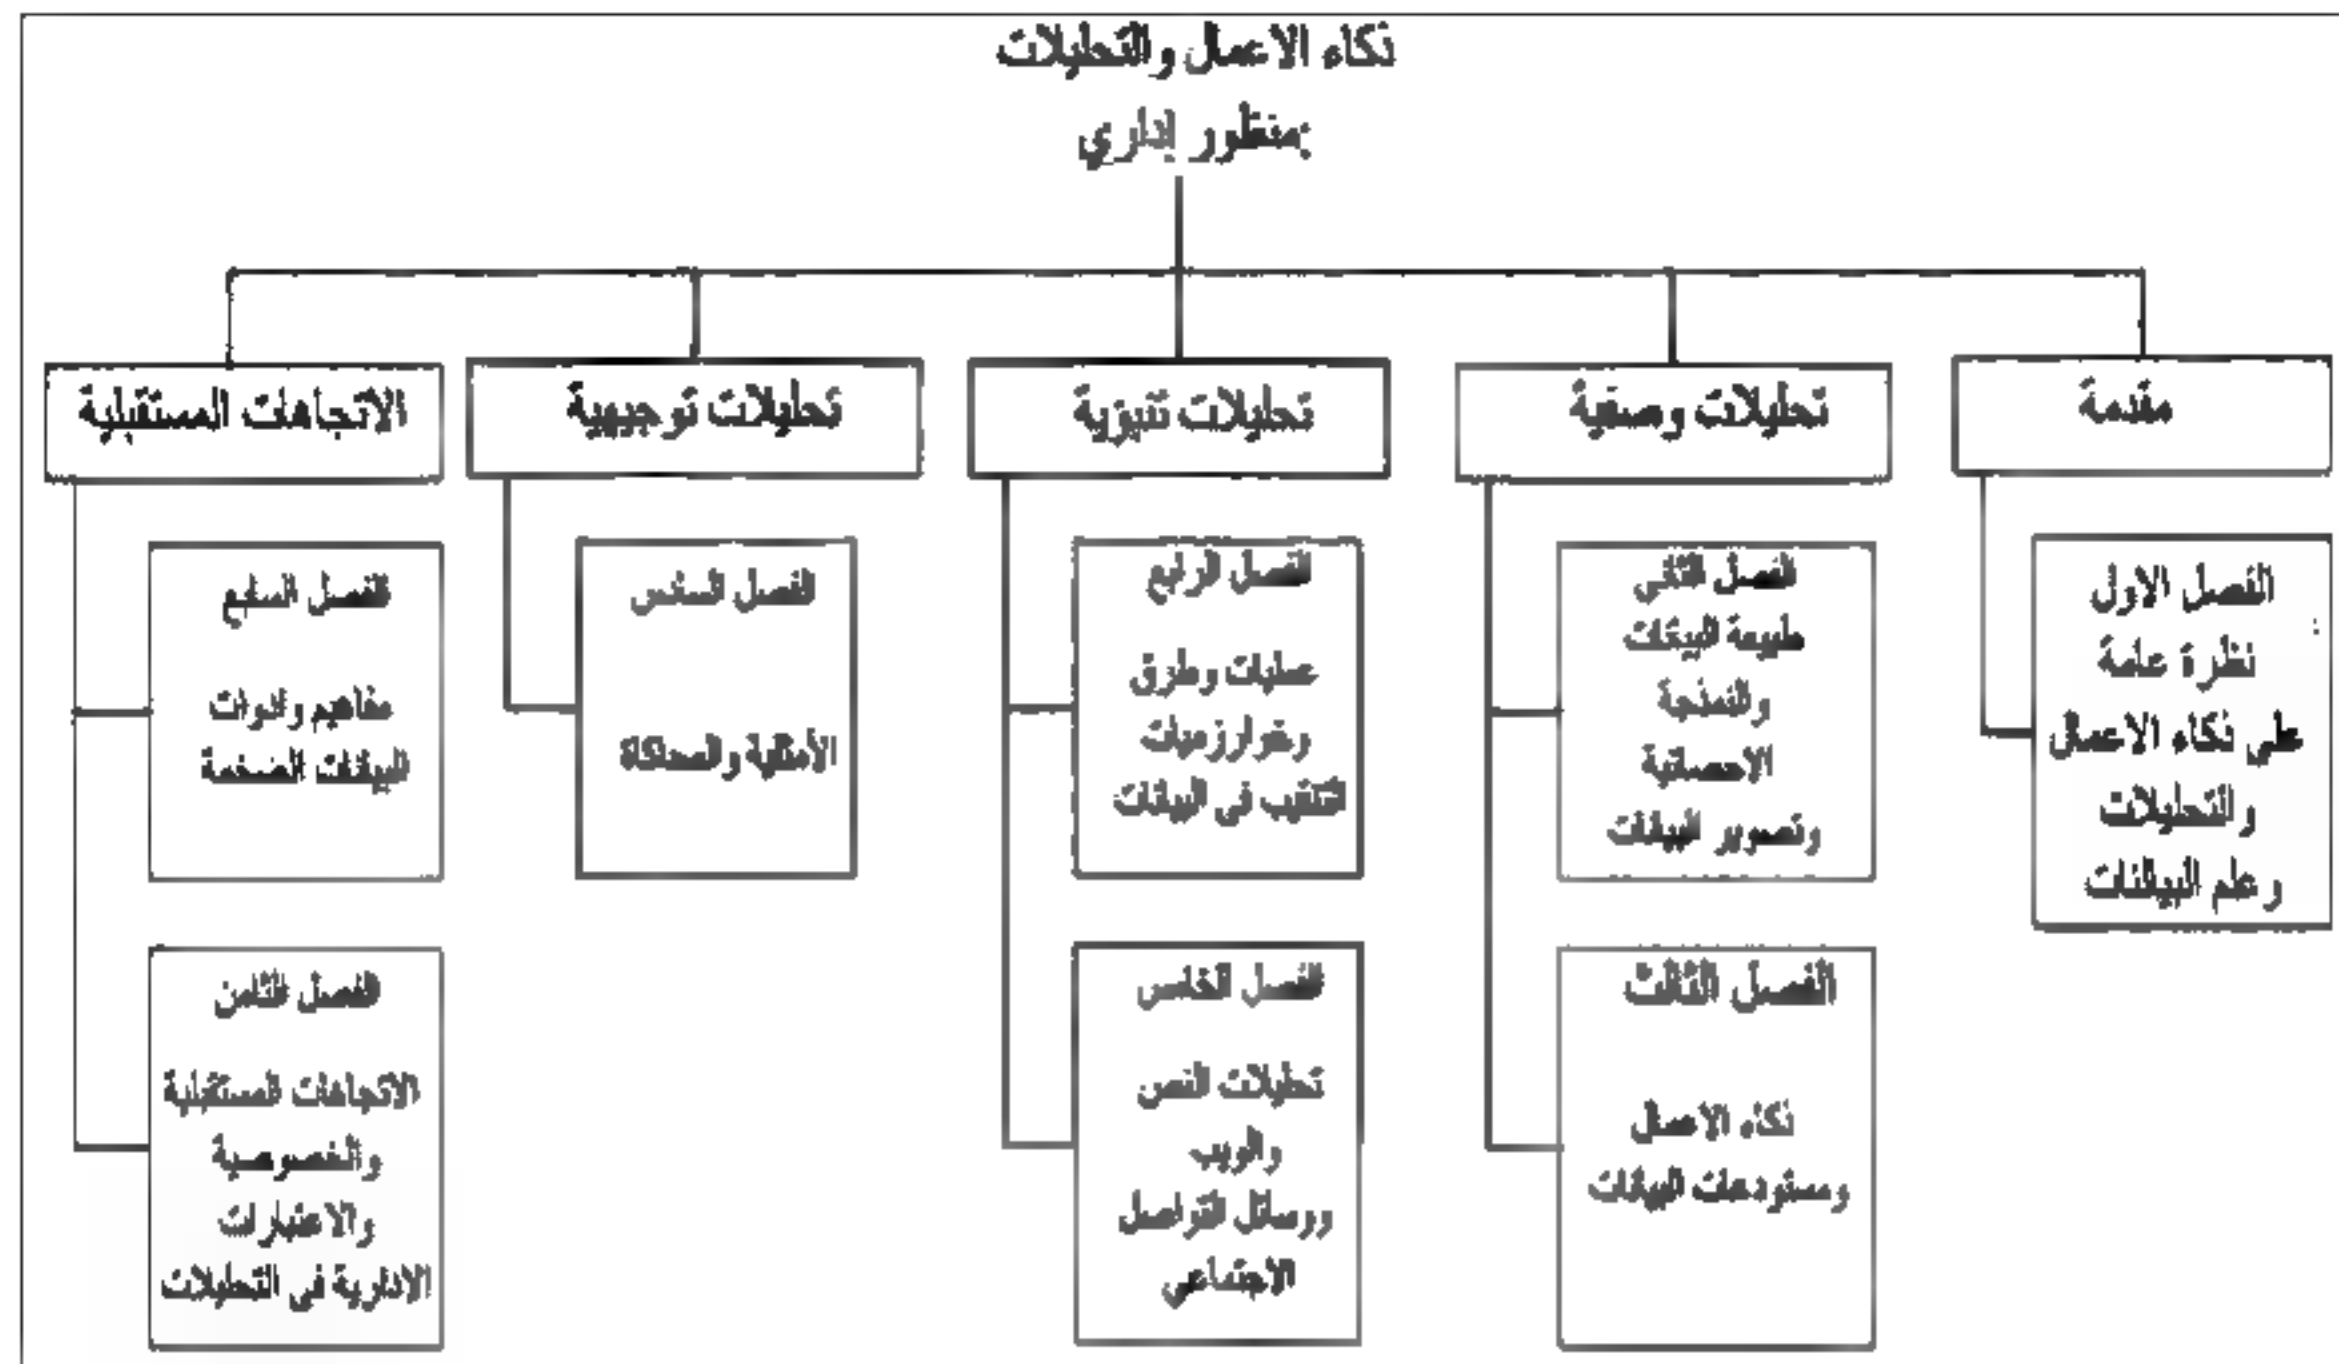 ذكاء الاعمال والتحليلات
:منظور إداري
مقدمة
تحليلات وصفية
تحليلات تنبؤية
تحليلات توجيهية
الاتجاهات المستقبلية
الفصل الاول
نظرة عامة
على ذكاء الاعمال
والتحليلات
وعلم البيانات
الفصل الثاني
طبيعة البيانات
والنمذجة
الاحصائية
وتصوير البيانات
الفصل الثالث
ذكاء الاعمال
ومستودعات البيانات
الفصل الرابع
عمليات وطرق
وخوارزميات
التنقيب في البيانات
الفصل الخامس
تحليلات النص
والويب
ووسائل التواصل
الاجتماعي
الفصل السادس
الأمثلية والمحاكاة
الفصل السابع
مفاهيم وادوات
البيانات الضخمة
الفصل الثامن
الاتجاهات المستقبلية
والخصوصية
والاعتبارات
الادارية في التحليلات